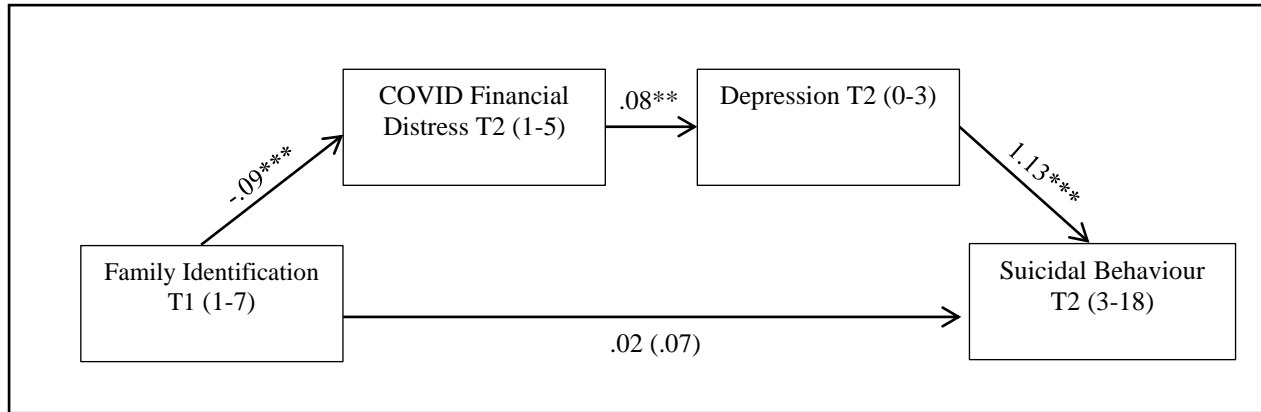 COVID Financial
Distress T2 (1-5)
.08**
Depression T2 (0-3)
-.09***
1.13***
Family Identification
T1 (1-7)
Suicidal Behaviour
T2 (3-18)
.02 (.07)